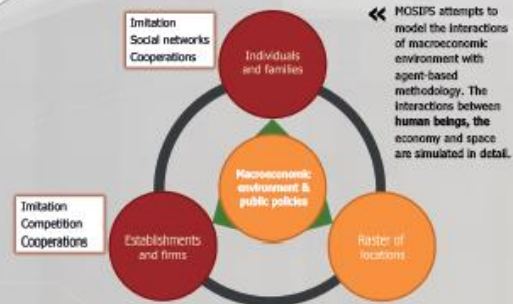 Imitation
Social networks
Cooperations
Individuals
and families
« MOSIPS attempts to
model the interactions
of macroeconomic
environment with
agent-based
methodology. The
interactions between
human beings, the
economy and space
are simulated in detail.
Macroeconomic
environment &
public policies
Imitation
Competition
Cooperations
Establishments
and firms
Raster of
locations